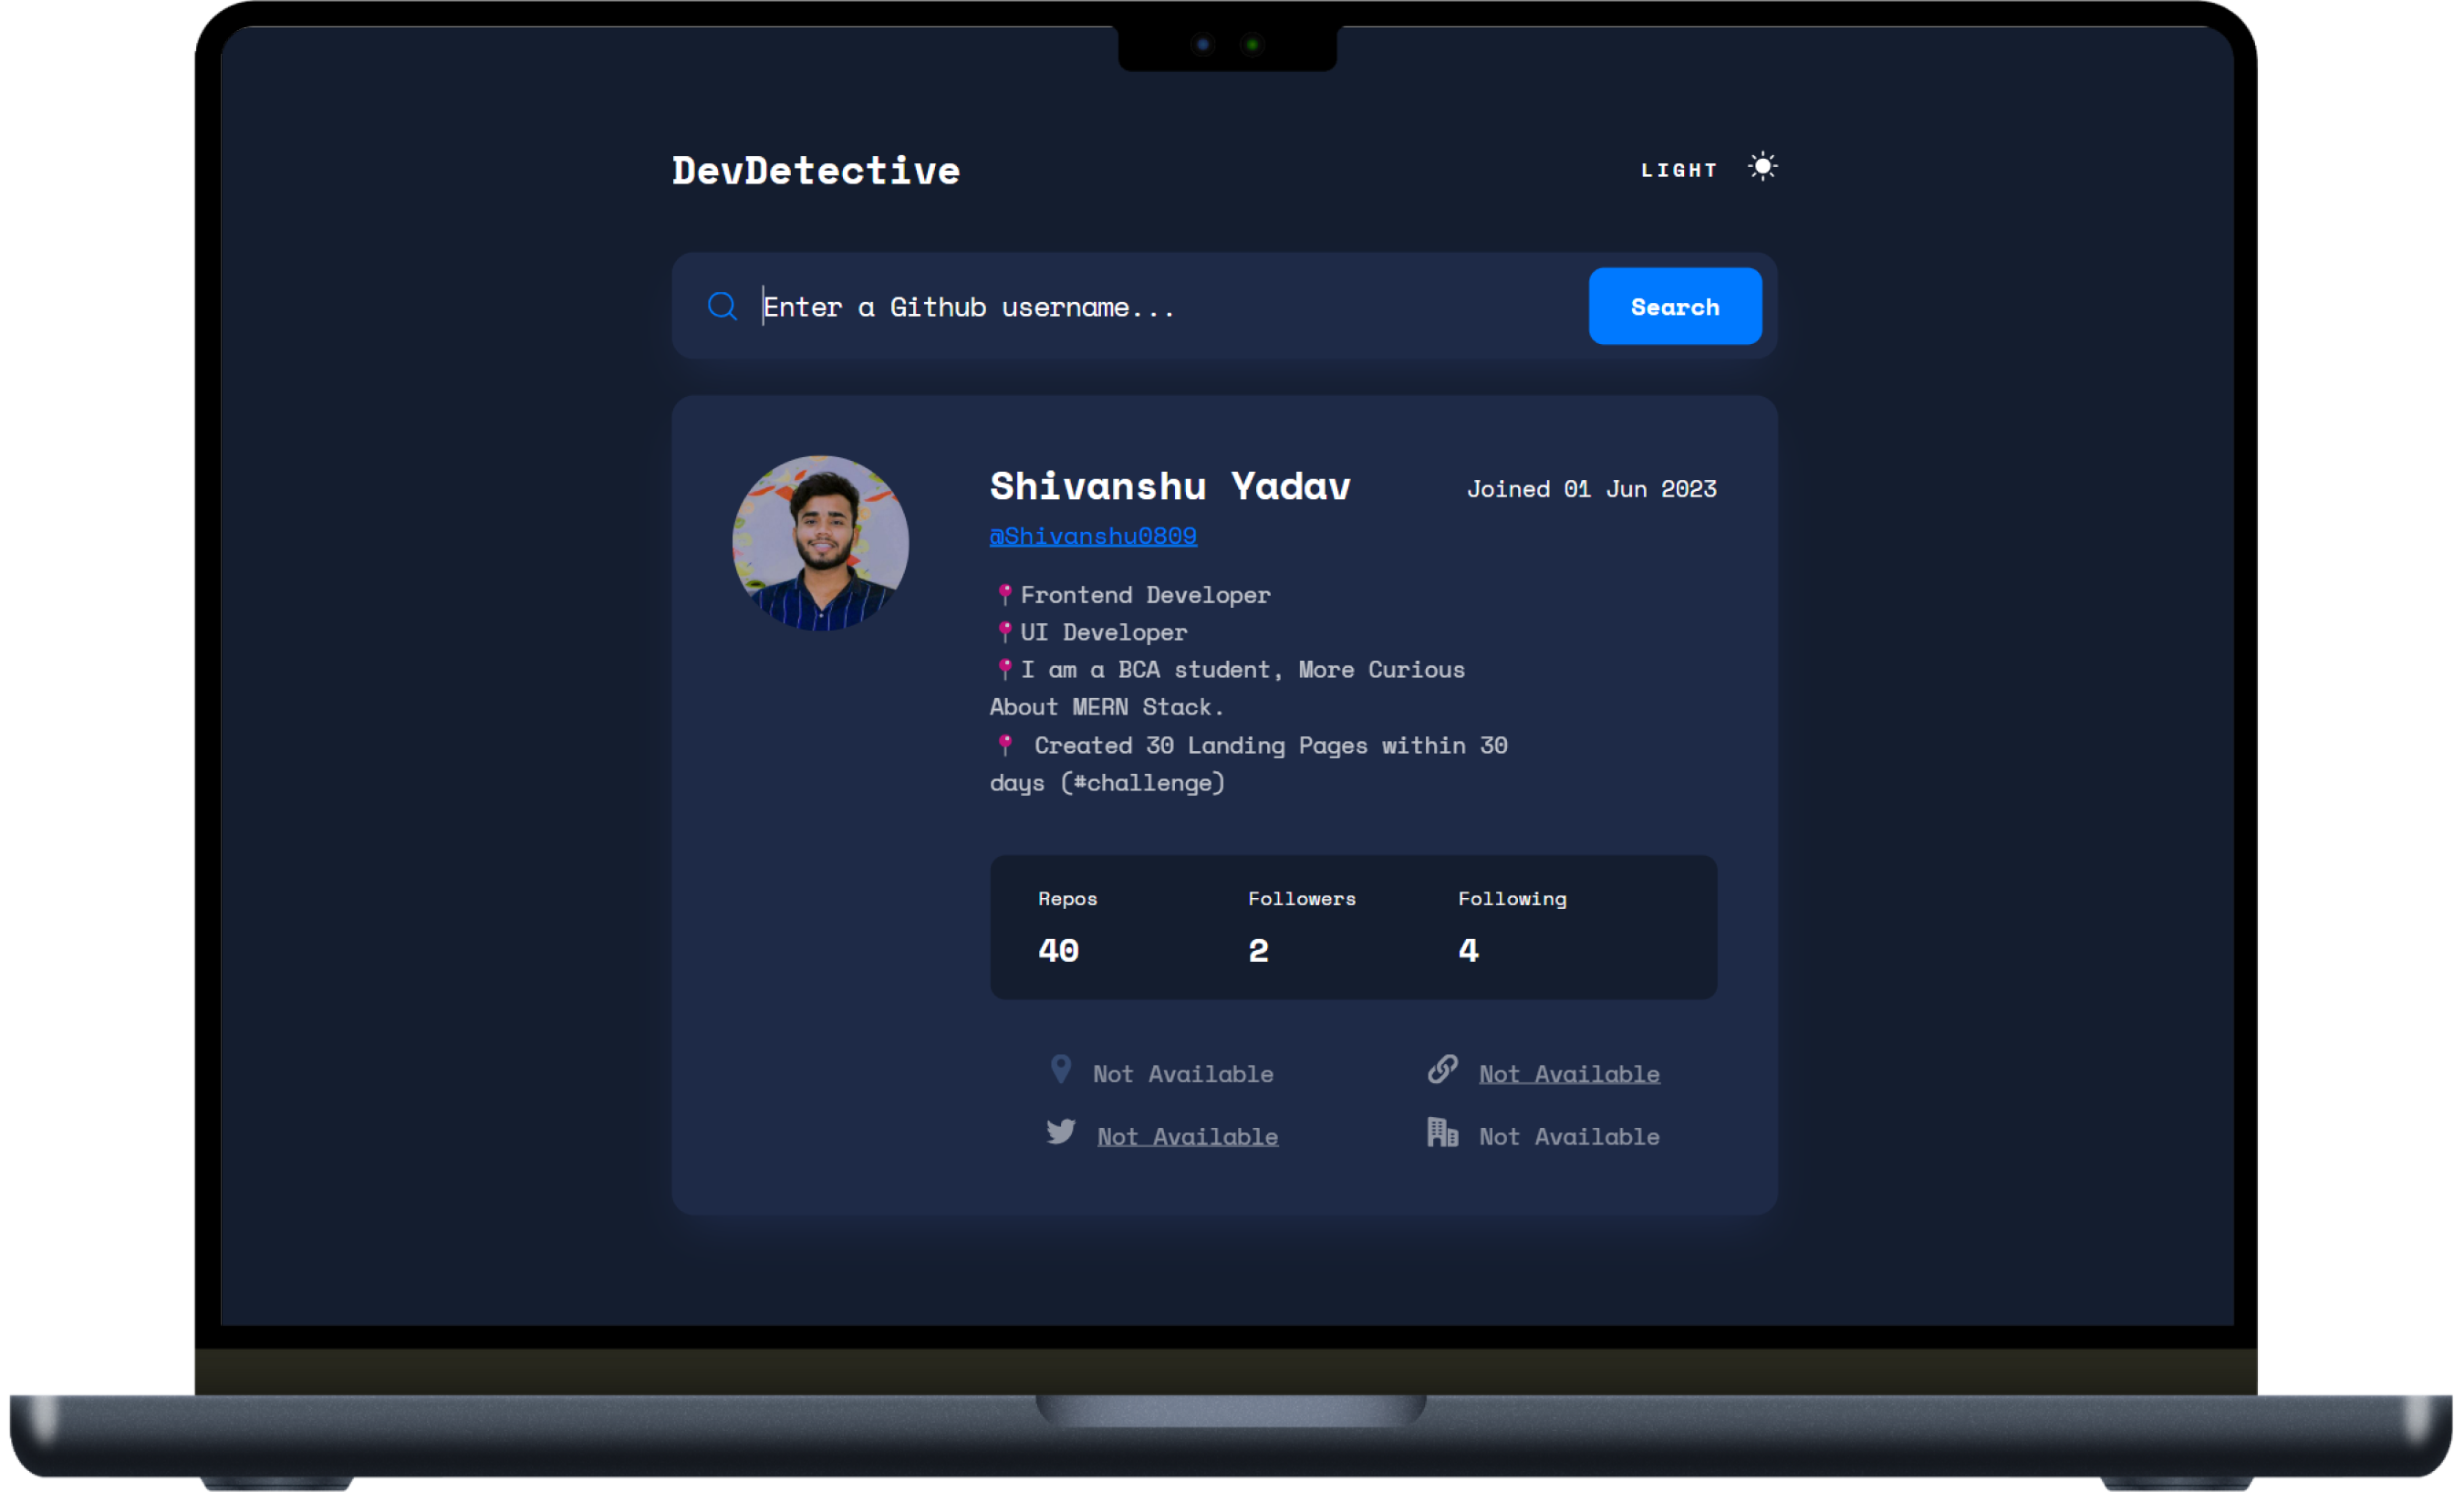 DevDetective
LIGHT
Enter a Github username...
Search
Shivanshu Yadav
Joined 01 Jun 2023
@Shivanshu0809
📍Frontend Developer
📍UI Developer
📍I am a BCA student, More Curious
About MERN Stack.
📍 Created 30 Landing Pages within 30
days (#challenge)
Repos Followers Following
40 2 4
Not Available Not Available
Not Available Not Available